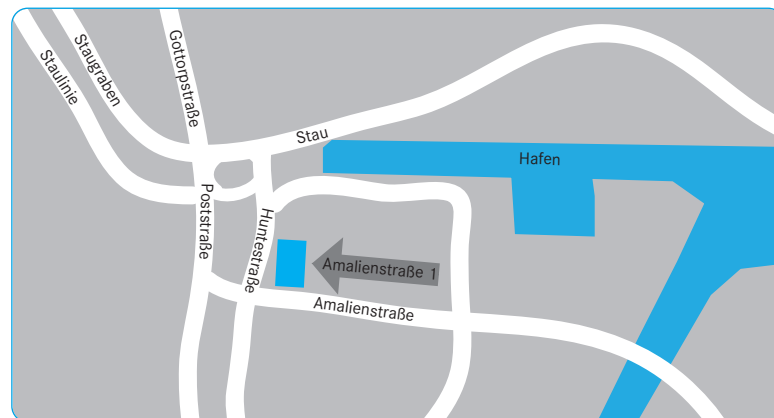 Staulinie
Staugraben
Gottorpstraße
Stau
Hafen
Poststraße
Huntestraße
Amalienstraße 1
Amalienstraße